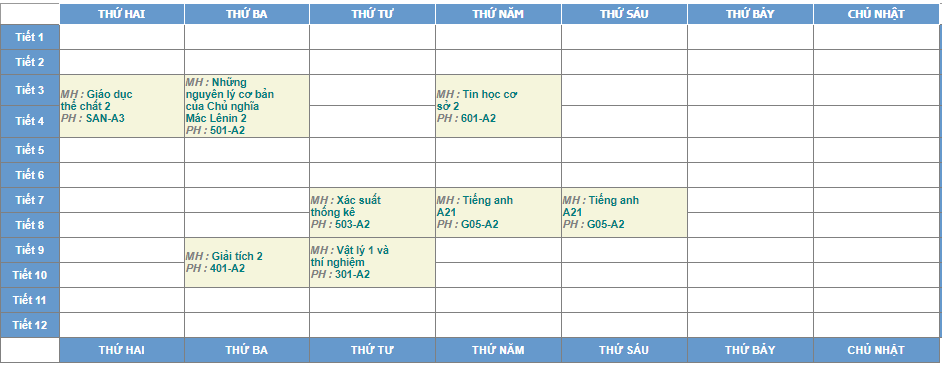 THỨ HAI THỨ BA THỨ TƯ THỨ NĂM THỨ SÁU THỨ BẢY CHỦ NHẬT
Tiết 1
Tiết 2
Tiết 3
Tiết 4
MH : Giáo dục
thể chất 2
PH : SAN-A3
MH : Những
nguyên lý cơ bản
của Chủ nghĩa
Mác Lênin 2
PH : 501-A2
MH : Tin học cơ
sở 2
PH : 601-A2
Tiết 5
Tiết 6
Tiết 7
Tiết 8
MH : Xác suất
thống kê
PH : 503-A2
MH : Tiếng anh
A21
PH : G05-A2
MH : Tiếng anh
A21
PH : G05-A2
Tiết 9
Tiết 10
MH : Giải tích 2
PH : 401-A2
MH : Vật lý 1 và
thí nghiệm
PH : 301-A2
Tiết 11
Tiết 12
THỨ HAI THỨ BA THỨ TƯ THỨ NĂM THỨ SÁU THỨ BẢY CHỦ NHẬT